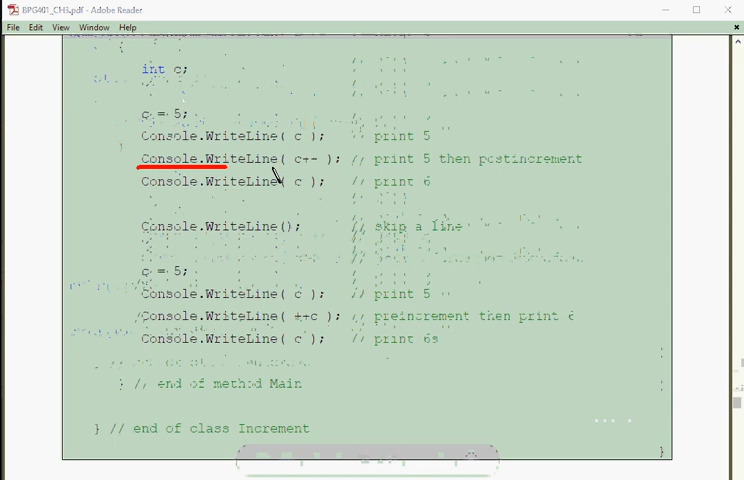 BPG401_CH3.pdf - Adobe Reader
File Edit View Window Help
{
int c;
c = 5;
Console.WriteLine( c ); // print 5
Console.WriteLine( c++ ); // print 5 then postincrement
Console.WriteLine( c ); // print 6
Console.WriteLine(); // skip a line
c = 5;
Console.WriteLine( c ); // print 5
Console.WriteLine( ++c ); // preincrement then print 6
Console.WriteLine( c ); // print 6s
} // end of method Main
} // end of class Increment